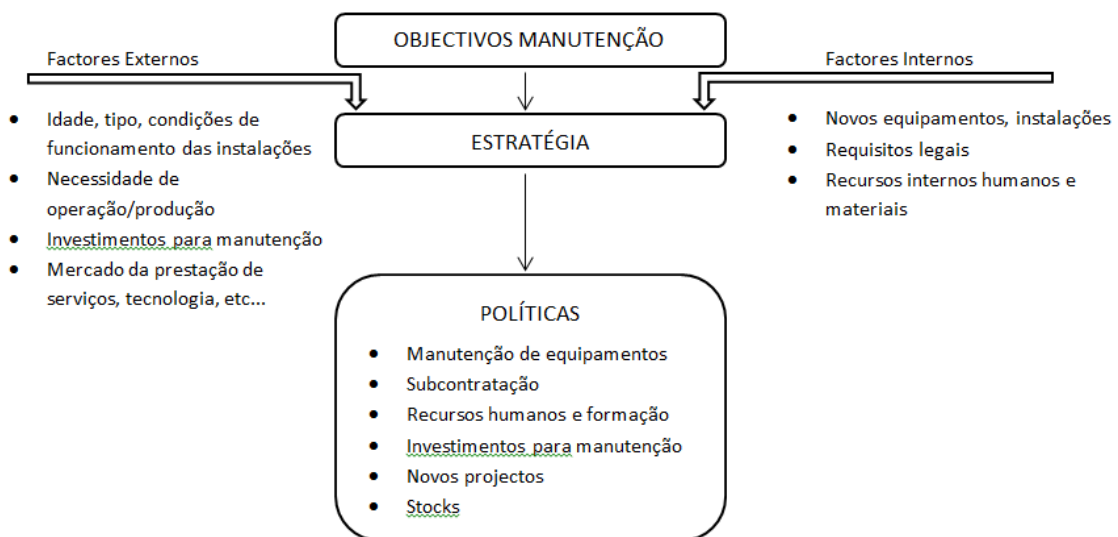 OBJECTIVOS MANUTENÇÃO
Factores Externos
Factores Internos
• Idade, tipo, condições de
funcionamento das instalações
• Necessidade de
operação/produção
• Investimentos para manutenção
• Mercado da prestação de
serviços, tecnologia, etc...
ESTRATÉGIA
• Novos equipamentos, instalações
• Requisitos legais
• Recursos internos humanos e
materiais
POLÍTICAS
• Manutenção de equipamentos
• Subcontratação
• Recursos humanos e formação
• Investimentos para manutenção
• Novos projectos
• Stocks